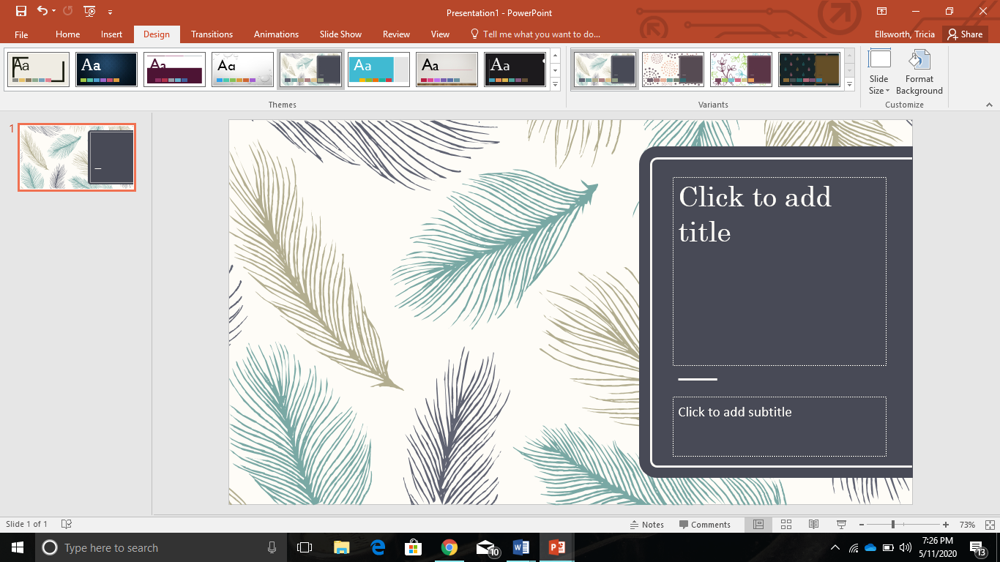 Presentation1 - PowerPoint
File Home Insert Design Transitions Animations Slide Show Review View Tell me what you want to do... Ellsworth, Tricia Share
Aa Aa Aa Aa Aa Aa Aa Aa
Slide Size
Format Background
Themes Variants Customize
1
Click to add
title
Click to add subtitle
Slide 1 of 1 Notes Comments 73%
Type here to search 10 7:26 PM
5/11/2020 13